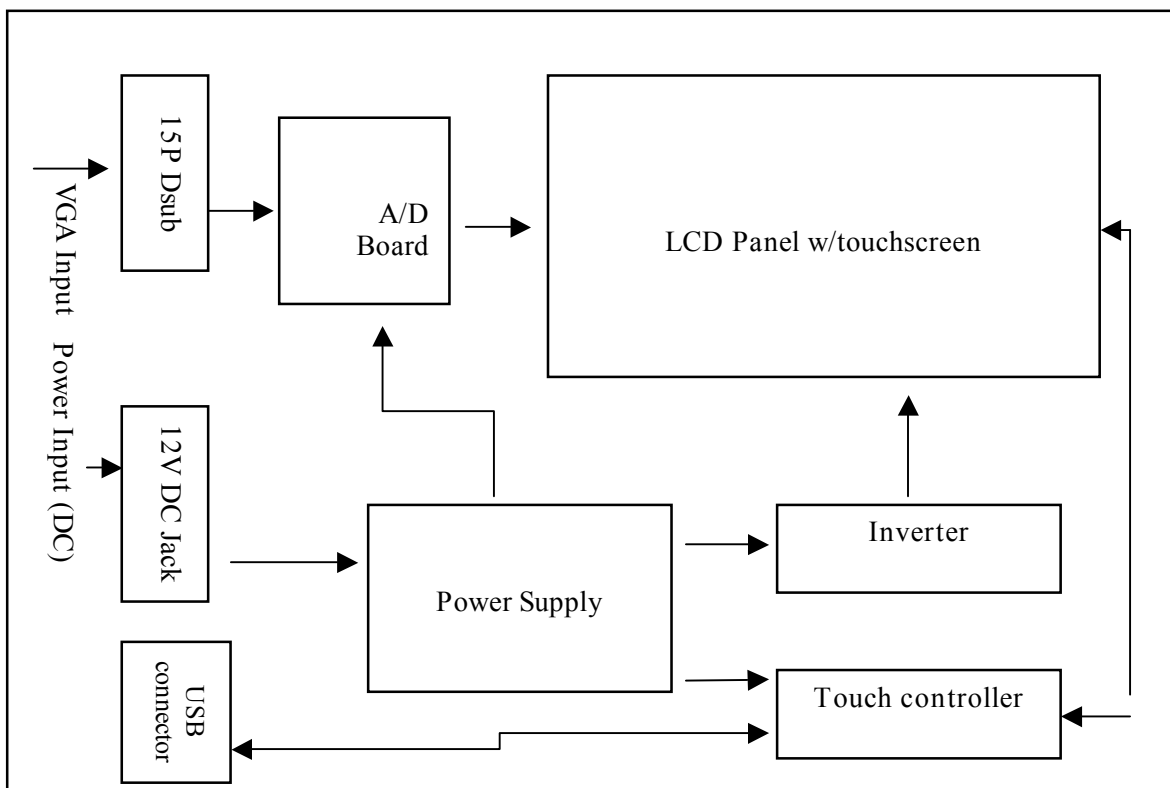 15P Dsub
A/D
Board
LCD Panel w/touchscreen
VGA Input
Power Input (DC)
12V DC Jack
Power Supply
Inverter
USB
connector
Touch controller